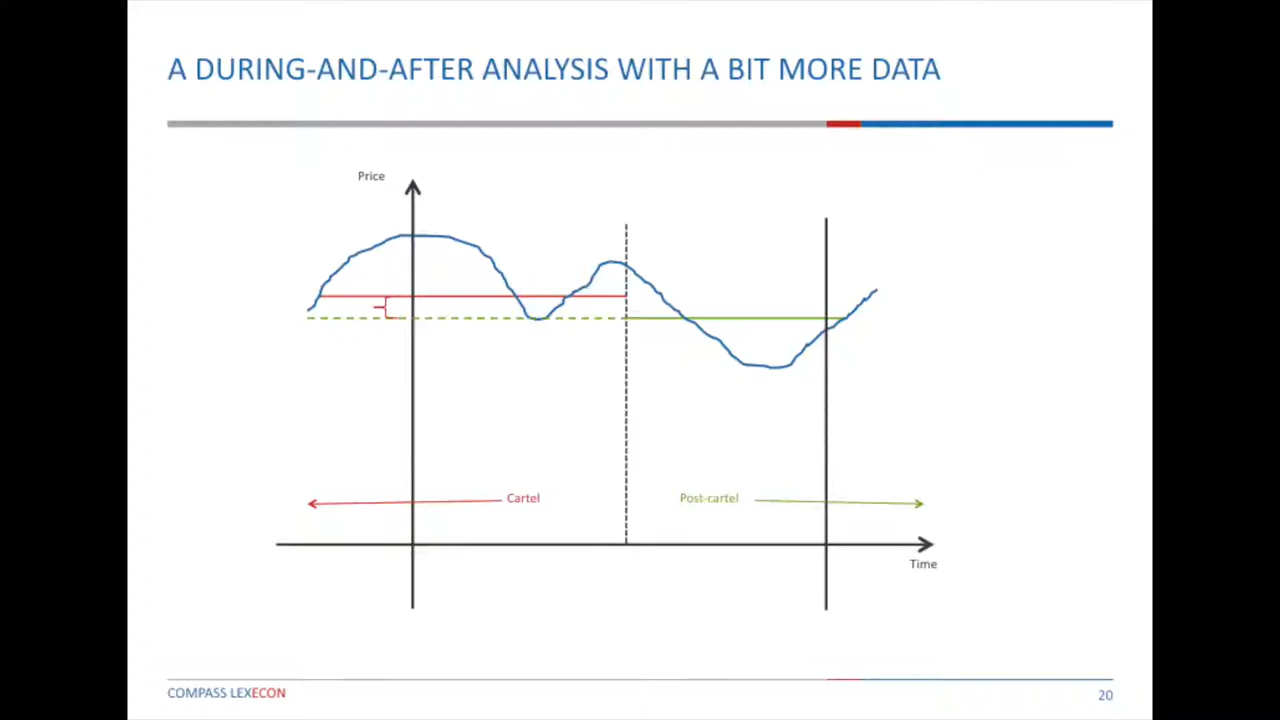 A DURING-AND-AFTER ANALYSIS WITH A BIT MORE DATA
Price
Cartel
Post-cartel
Time
COMPASS LEXECON
20